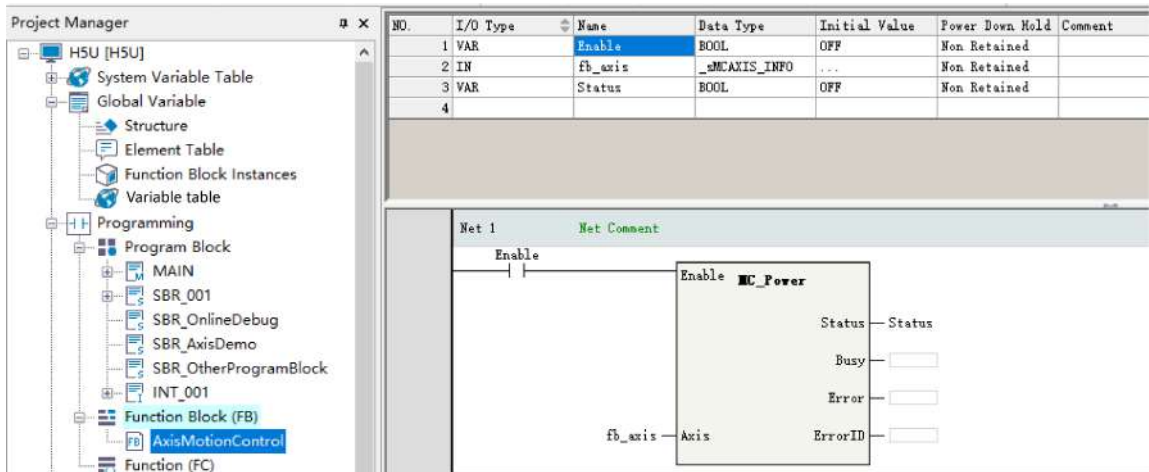 Project Manager
H5U [H5U]
System Variable Table
Global Variable
Structure
Element Table
Function Block Instances
Variable table
Programming
Program Block
MAIN
SBR_001
SBR_OnlineDebug
SBR_AxisDemo
SBR_OtherProgramBlock
INT_001
Function Block (FB)
AxisMotionControl
Function (FC)
NO. I/O Type Name Data Type Initial Value Power Down Hold Comment
1 VAR Enable BOOL OFF Non Retained
2 IN fb_axis _sMCAXIS_INFO ... Non Retained
3 VAR Status BOOL OFF Non Retained
4
Net 1 Net Comment
Enable
Enable MC_Power
Status Status
Busy
Error
fb_axis Axis ErrorID